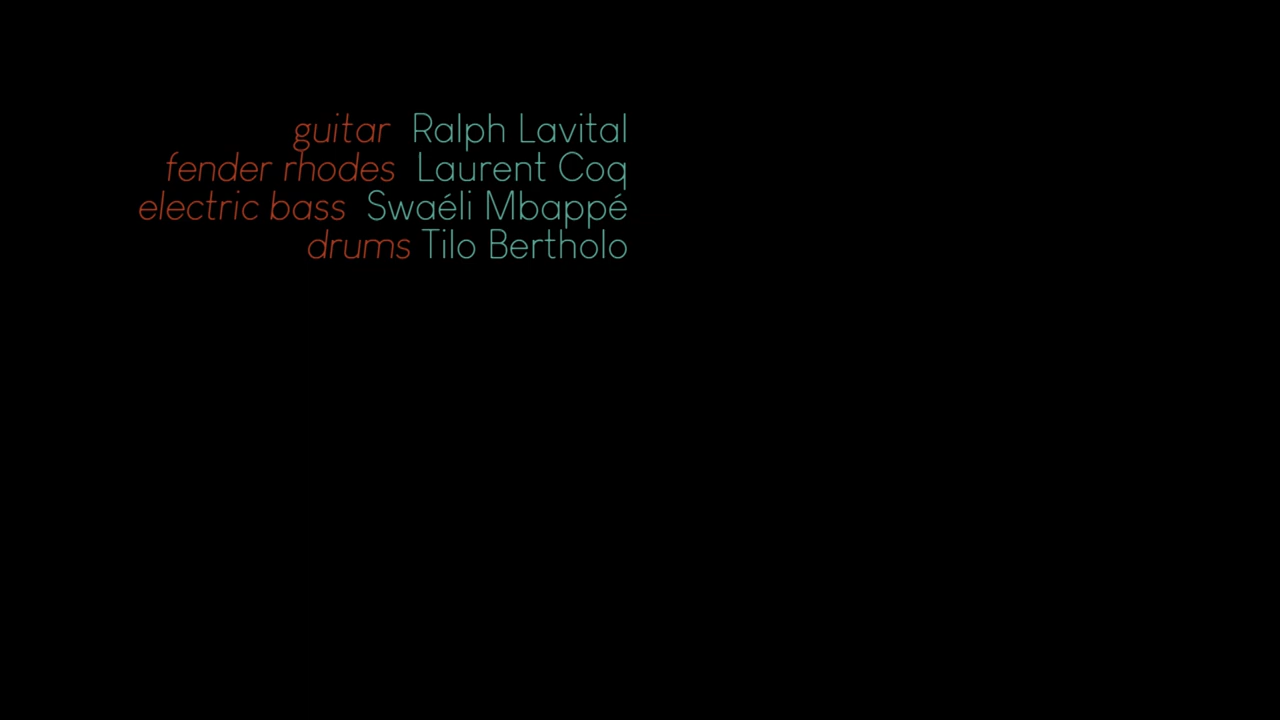 guitar Ralph Lavital
fender rhodes Laurent Coq
electric bass Swaéli Mbappé
drums Tilo Bertholo